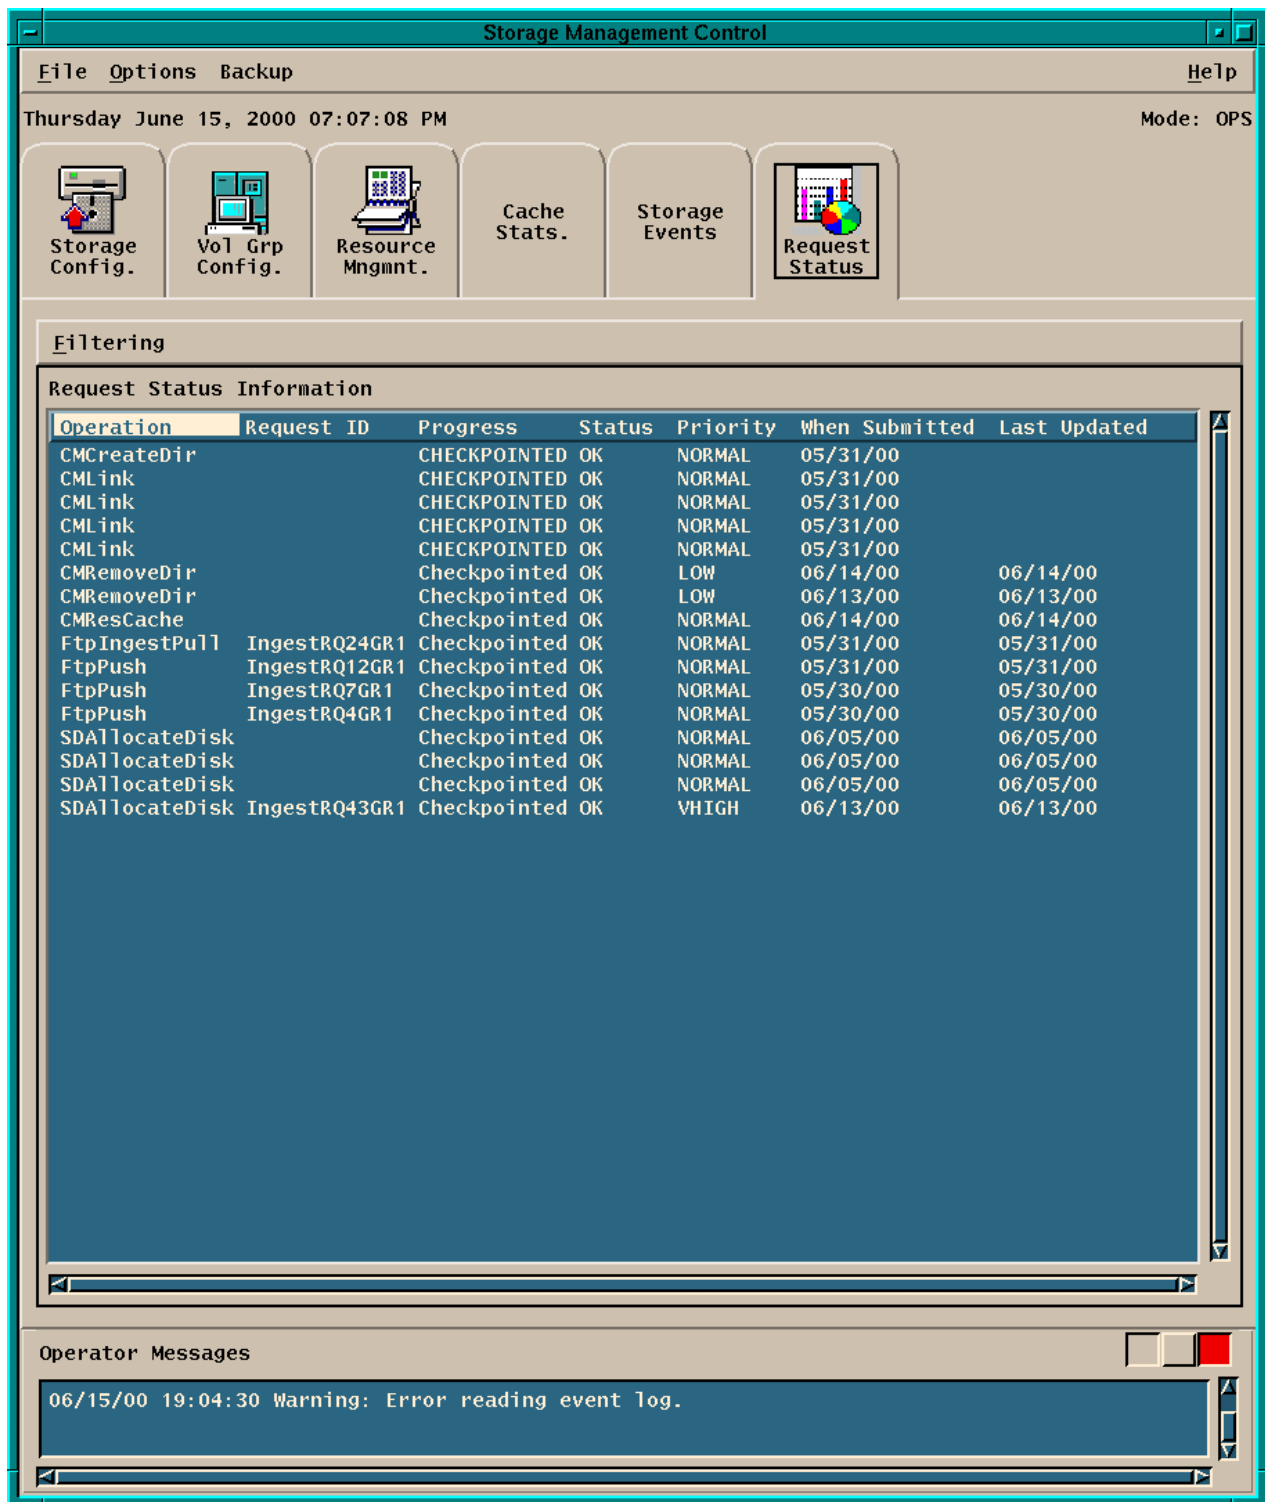 Storage Management Control
File Options Backup Help
Thursday June 15, 2000 07:07:08 PM Mode: OPS
Storage Config.
Vol Grp Config.
Resource Mngmnt.
Cache Stats.
Storage Events
Request Status
Filtering
Request Status Information
Operation Request ID Progress Status Priority When Submitted Last Updated
CMCreateDir CHECKPOINTED OK NORMAL 05/31/00
CMLink CHECKPOINTED OK NORMAL 05/31/00
CMLink CHECKPOINTED OK NORMAL 05/31/00
CMLink CHECKPOINTED OK NORMAL 05/31/00
CMLink CHECKPOINTED OK NORMAL 05/31/00
CMRemoveDir Checkpointed OK LOW 06/14/00 06/14/00
CMRemoveDir Checkpointed OK LOW 06/13/00 06/13/00
CMResCache Checkpointed OK NORMAL 06/14/00 06/14/00
FtpIngestPull IngestRQ24GR1 Checkpointed OK NORMAL 05/31/00 05/31/00
FtpPush IngestRQ12GR1 Checkpointed OK NORMAL 05/31/00 05/31/00
FtpPush IngestRQ7GR1 Checkpointed OK NORMAL 05/30/00 05/30/00
FtpPush IngestRQ4GR1 Checkpointed OK NORMAL 05/30/00 05/30/00
SDAllocateDisk Checkpointed OK NORMAL 06/05/00 06/05/00
SDAllocateDisk Checkpointed OK NORMAL 06/05/00 06/05/00
SDAllocateDisk Checkpointed OK NORMAL 06/05/00 06/05/00
SDAllocateDisk IngestRQ43GR1 Checkpointed OK VHIGH 06/13/00 06/13/00
Operator Messages
06/15/00 19:04:30 Warning: Error reading event log.